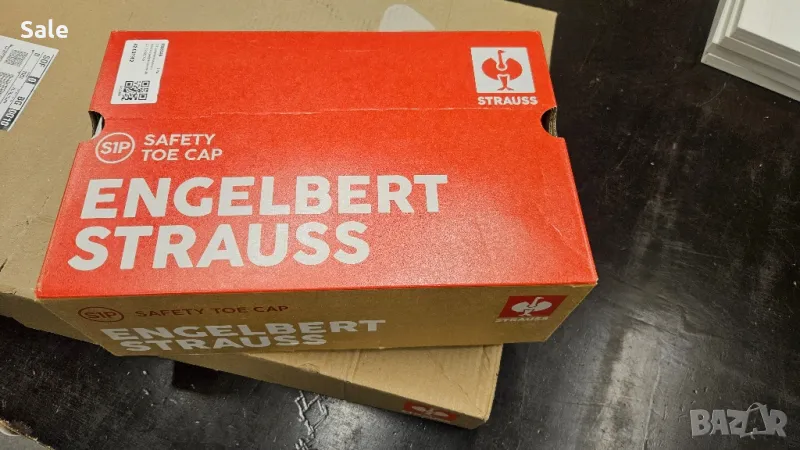 Sale
STRAUSS
S1P
SAFETY
TOE CAP
ENGELBERT
STRAUSS
S1P SAFETY TOE CAP
ENGELBERT
STRAUSS
STRAUSS
BAZAR